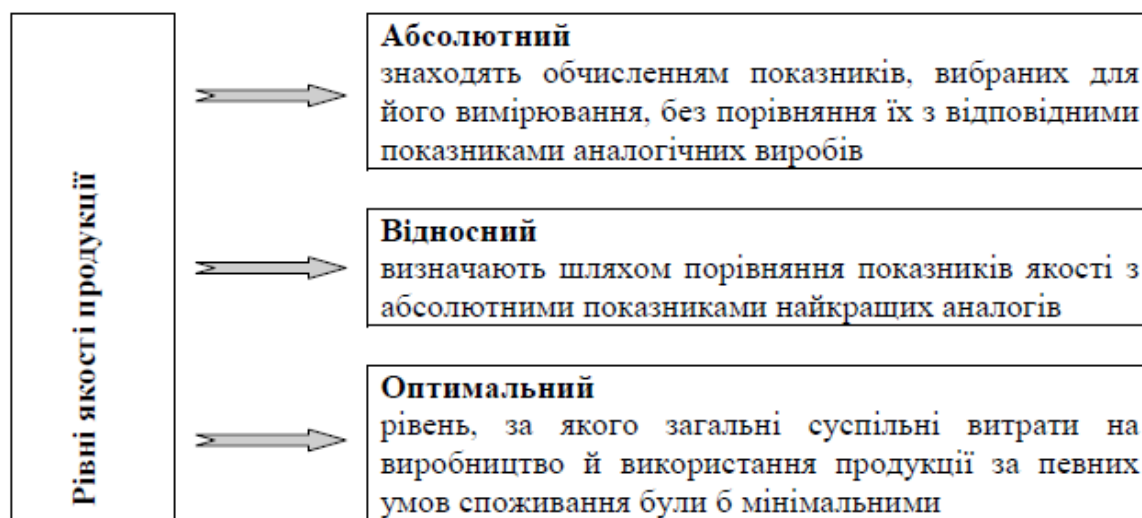 Рівні якості продукції
Абсолютний
знаходять обчисленням показників, вибраних для
його вимірювання, без порівняння їх з відповідними
показниками аналогічних виробів
Відносний
визначають шляхом порівняння показників якості з
абсолютними показниками найкращих аналогів
Оптимальний
рівень, за якого загальні суспільні витрати на
виробництво й використання продукції за певних
умов споживання були б мінімальними